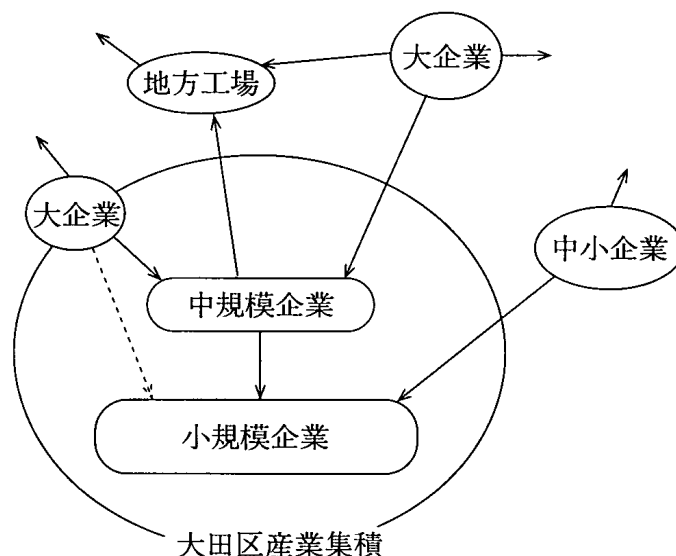 大企業
地方工場
大企業
中小企業
中規模企業
小規模企業
大田区産業集積